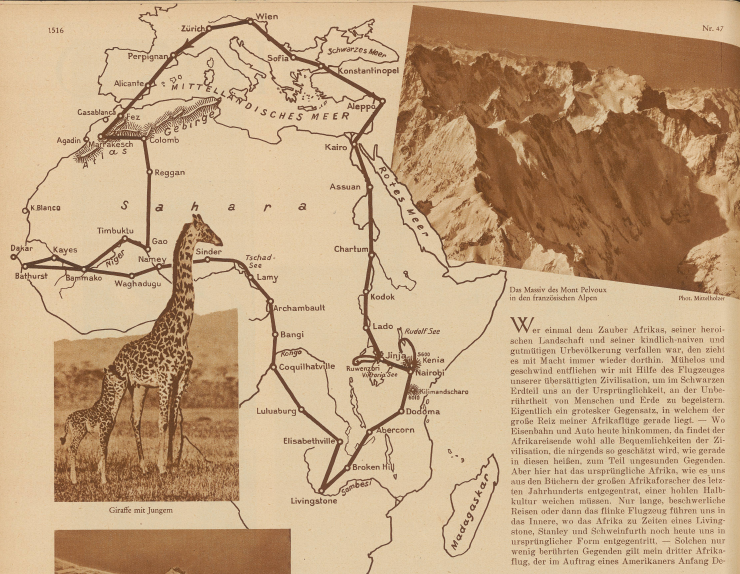 1516
Nr. 47
Wien
Zürich
Schwarzes Meer
Perpignan
Sofia
Konstantinopel
Alicante
MITTELLÄNDISCHES MEER
Aleppo
Casablanca
Fez
Gebirge
Agadir
Marrakesch
Colomb
Kairo
Atlas
Reggan
Assuan
Rotes Meer
K.Blanco
Sahara
Timbuktu
Dakar
Kayes
Gao
Niger
Namey
Sinder
Tschad-
See
Chartum
Bathurst
Bammako
Waghadugu
Lamy
Archambault
Kodok
Bangi
Lado
Rudolf See
Kongo
Jinja
5600
Kenia
Coquilhatville
Ruwenzori
Viktoria See
Nairobi
Kilimandscharo
6010
Luluaburg
Dodoma
Elisabethville
Abercorn
Broken Hill
Livingstone
Sambesi
Madagaskar
Giraffe mit Jungem
Das Massiv des Mont Pelvoux
in den französischen Alpen
Phot. Mittelholzer
Wer einmal dem Zauber Afrikas, seiner heroi-
schen Landschaft und seiner kindlich-naiven und
gutmütigen Urbevölkerung verfallen war, den zieht
es mit Macht immer wieder dorthin. Mühelos und
geschwind entfliehen wir mit Hilfe des Flugzeuges
unserer übersättigten Zivilisation, um im Schwarzen
Erdteil uns an der Ursprünglichkeit, an der Unbe-
rührtheit von Menschen und Erde zu begeistern.
Eigentlich ein grotesker Gegensatz, in welchem der
große Reiz meiner Afrikaflüge gerade liegt. — Wo
Eisenbahn und Auto heute hinkommen, da findet der
Afrikareisende wohl alle Bequemlichkeiten der Zi-
vilisation, die nirgends so geschätzt wird, wie gerade
in diesen heißen, zum Teil ungesunden Gegenden.
Aber hier hat das ursprüngliche Afrika, wie es uns
aus den Büchern der großen Afrikaforscher des letz-
ten Jahrhunderts entgegentrat, einer hohlen Halb-
kultur weichen müssen. Nur lange, beschwerliche
Reisen oder dann das flinke Flugzeug führen uns in
das Innere, wo das Afrika zu Zeiten eines Living-
stone, Stanley und Schweinfurth noch heute uns in
ursprünglicher Form entgegentritt. — Solchen nur
wenig berührten Gegenden gilt mein dritter Afrika-
flug, der im Auftrag eines Amerikaners Anfang De-